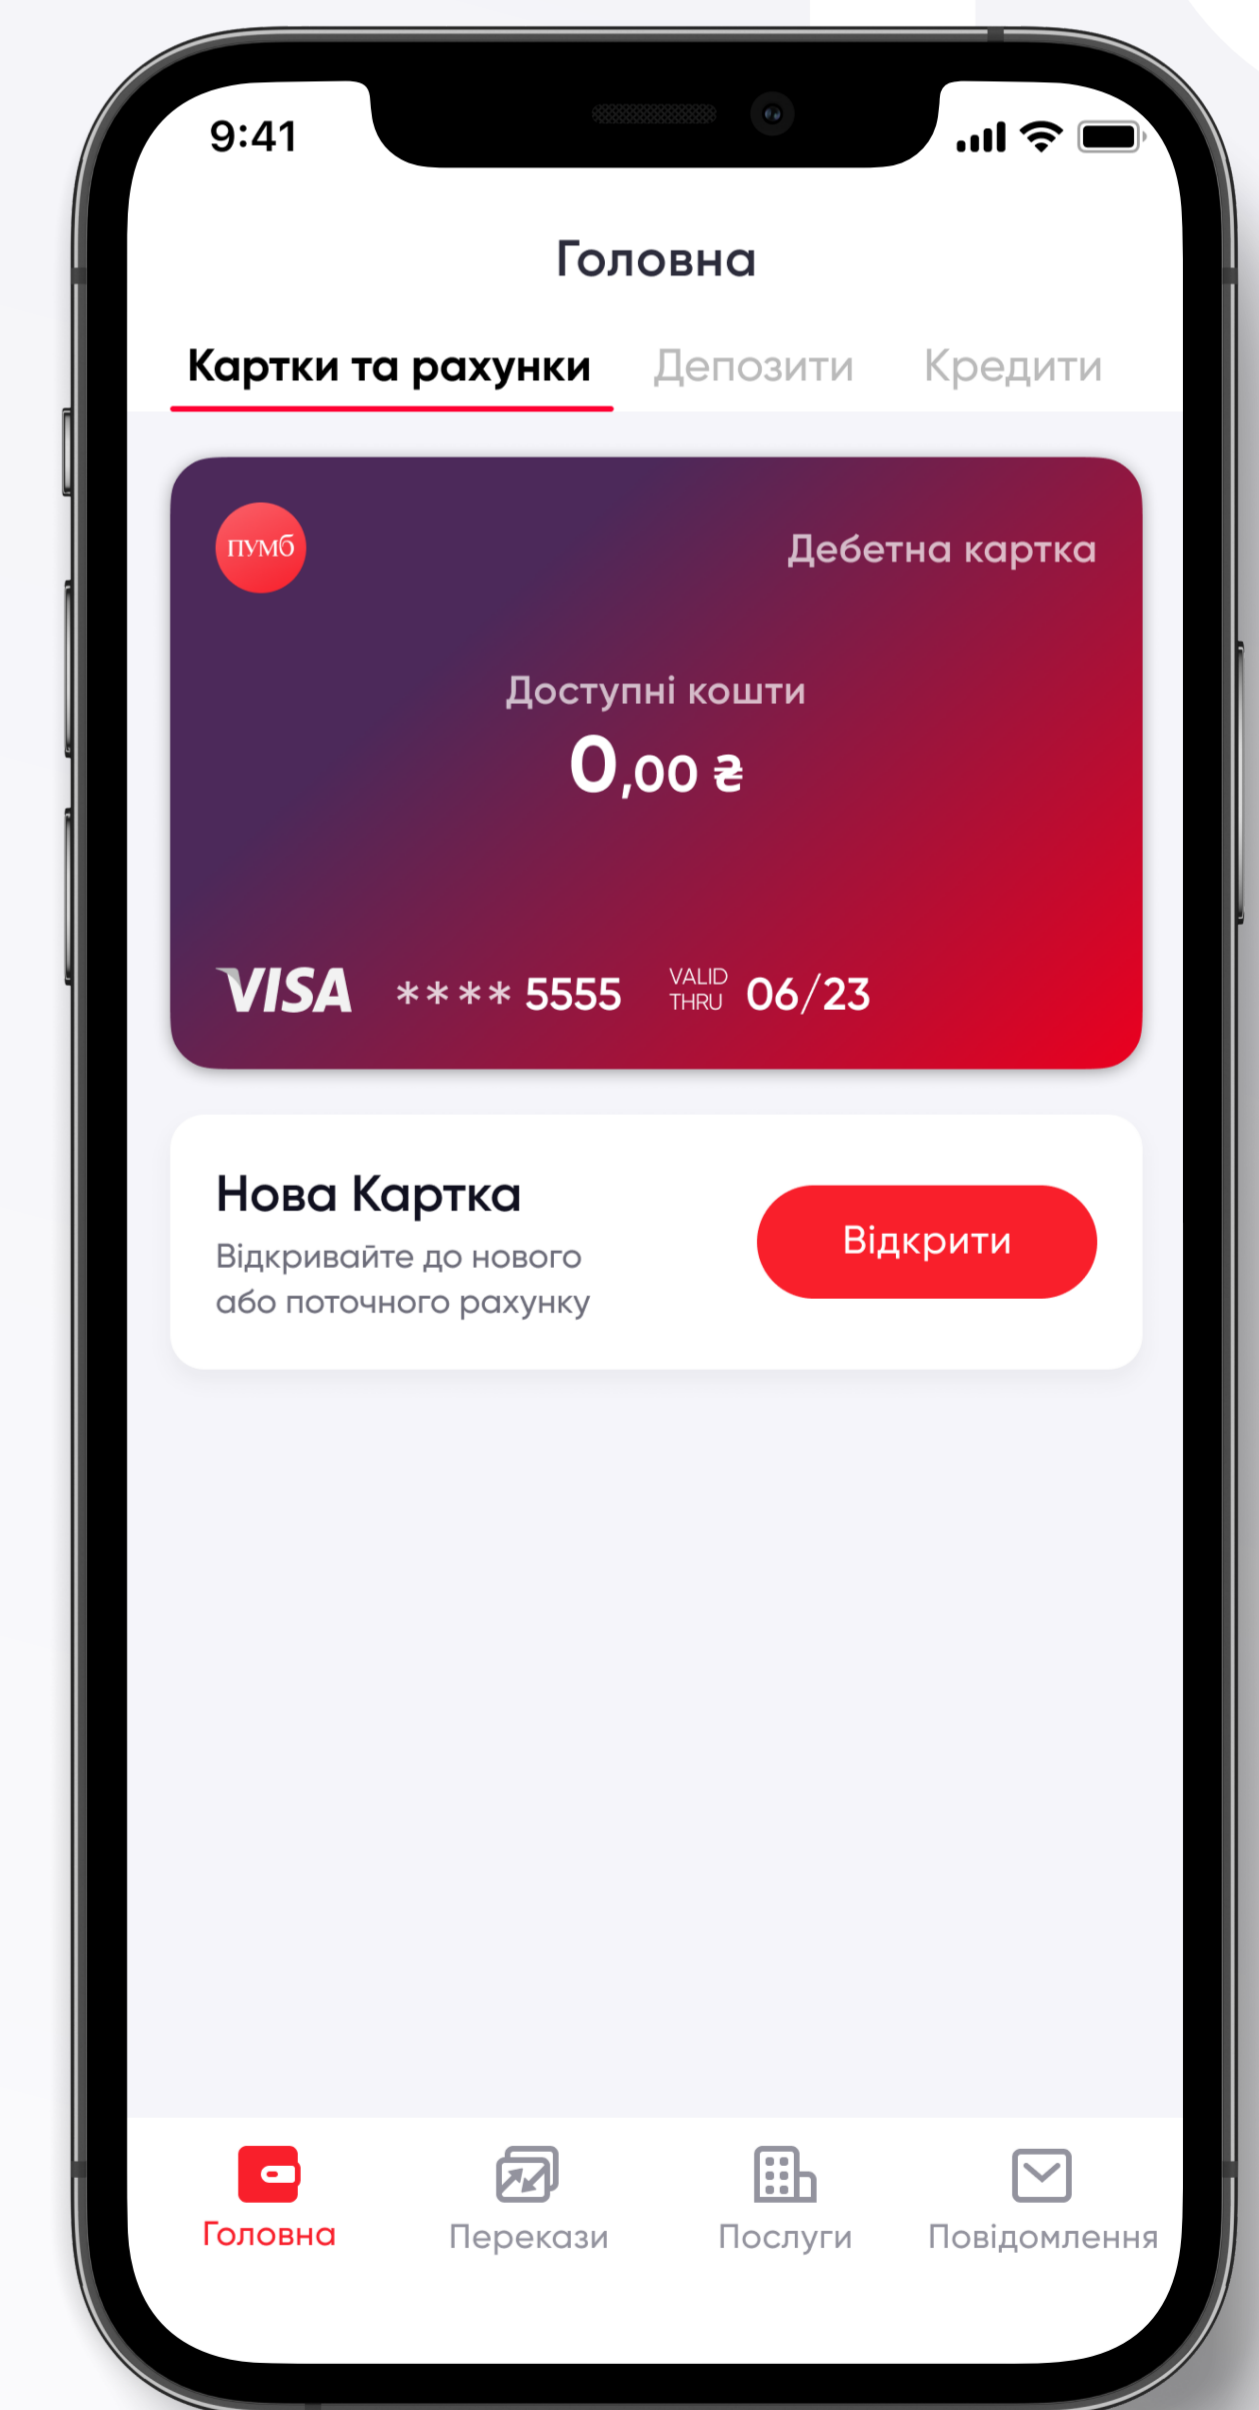 9:41
Головна
Картки та рахунки Депозити Кредити
пумб
Дебетна картка
Доступні кошти
0,00 ₴
VISA **** 5555 VALID THRU 06/23
Нова Картка
Відкривайте до нового
або поточного рахунку
Відкрити
Головна Перекази Послуги Повідомлення